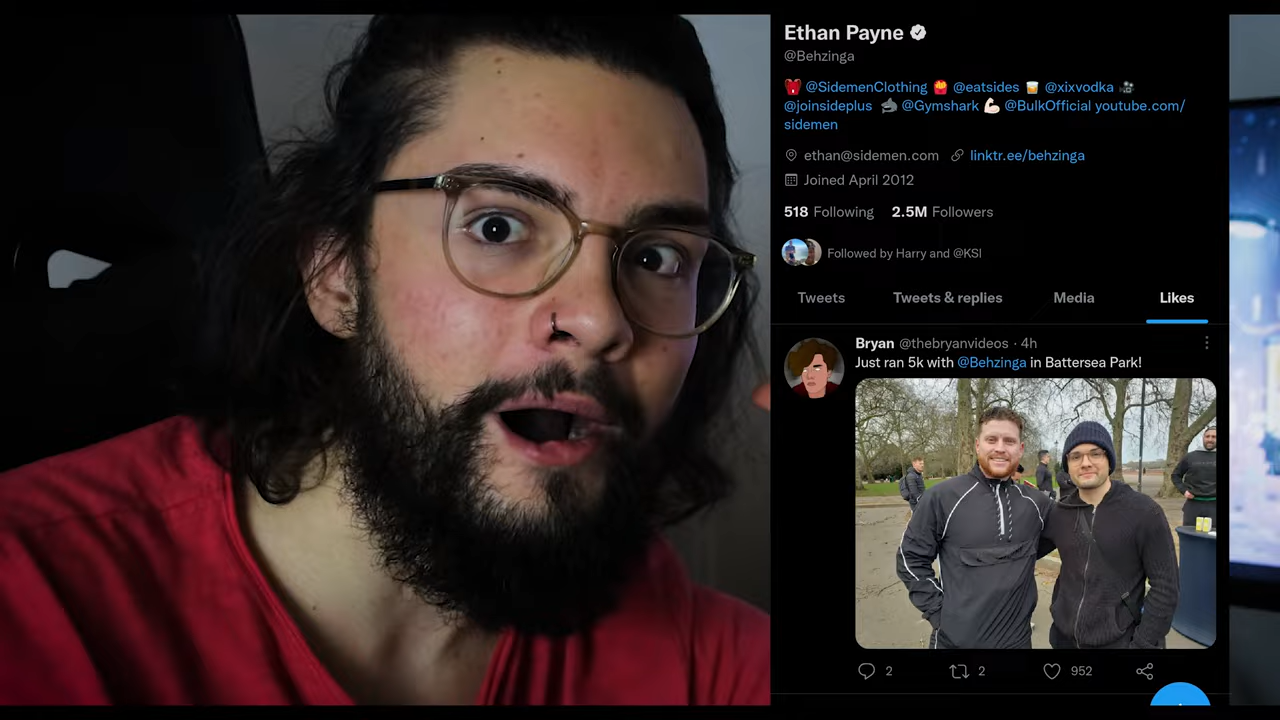 Ethan Payne
@Behzinga
@SidemenClothing @eatsides @xixvodka
@joinsideplus @Gymshark @BulkOfficial youtube.com/
sidemen
ethan@sidemen.com linktr.ee/behzinga
Joined April 2012
518 Following 2.5M Followers
Followed by Harry and @KSI
Tweets Tweets & replies Media Likes
Bryan @thebryanvideos · 4h
Just ran 5k with @Behzinga in Battersea Park!
2 2 952